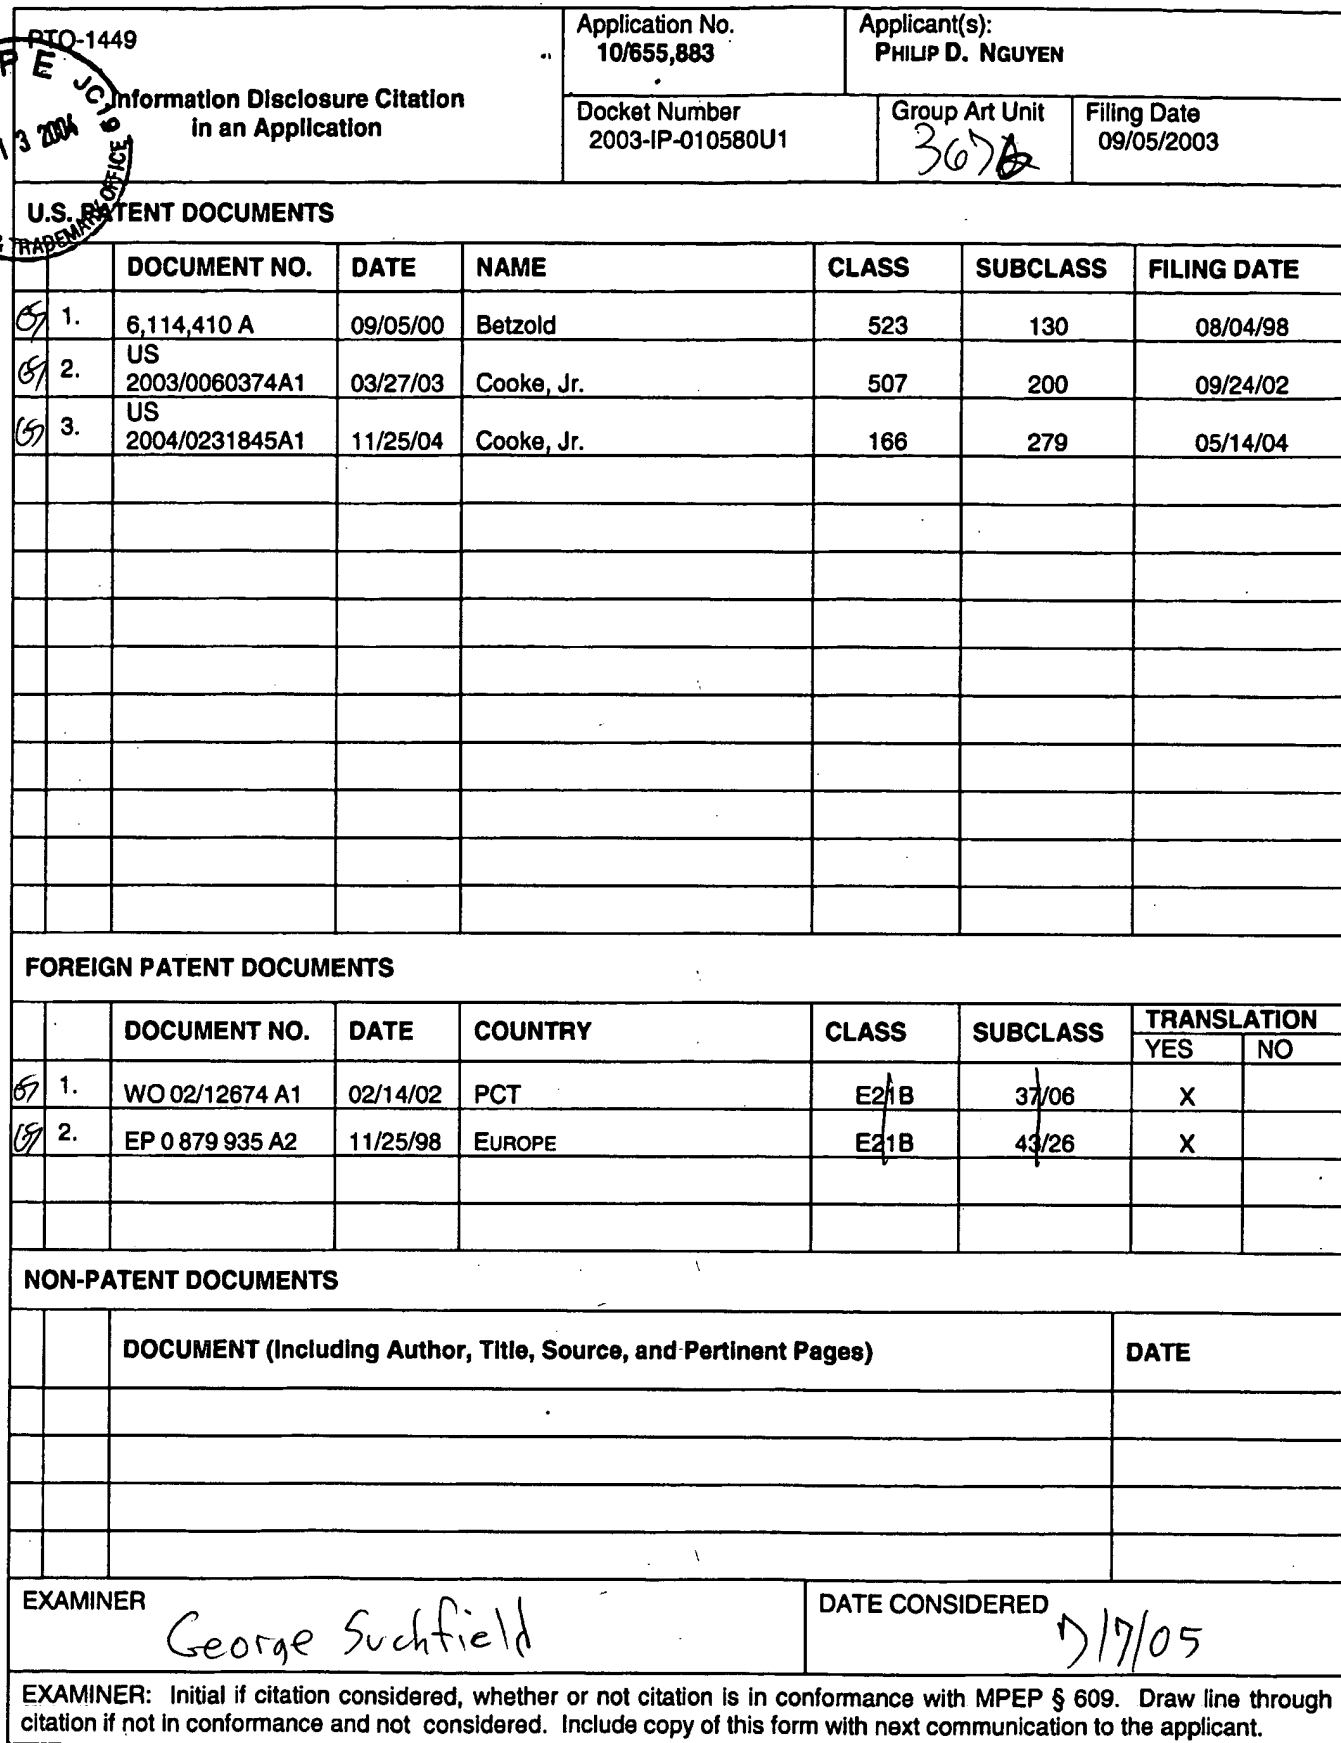 PTO-1449
Information Disclosure Citation
in an Application
Application No.
10/655,883
Applicant(s):
PHILIP D. NGUYEN
Docket Number
2003-IP-010580U1
Group Art Unit
Filing Date
09/05/2003
P E JC19
13 2004
TRADEMARK OFFICE
U.S. PATENT DOCUMENTS
DOCUMENT NO. DATE NAME CLASS SUBCLASS FILING DATE
1. 6,114,410 A 09/05/00 Betzold 523 130 08/04/98
2. US
2003/0060374A1 03/27/03 Cooke, Jr. 507 200 09/24/02
3. US
2004/0231845A1 11/25/04 Cooke, Jr. 166 279 05/14/04
FOREIGN PATENT DOCUMENTS
DOCUMENT NO. DATE COUNTRY CLASS SUBCLASS TRANSLATION
YES NO
1. WO 02/12674 A1 02/14/02 PCT E21B 37/06 X
2. EP 0 879 935 A2 11/25/98 EUROPE E21B 43/26 X
NON-PATENT DOCUMENTS
DOCUMENT (Including Author, Title, Source, and Pertinent Pages) DATE
EXAMINER
George Suchfield
DATE CONSIDERED
7/7/05
EXAMINER: Initial if citation considered, whether or not citation is in conformance with MPEP § 609. Draw line through
citation if not in conformance and not considered. Include copy of this form with next communication to the applicant.